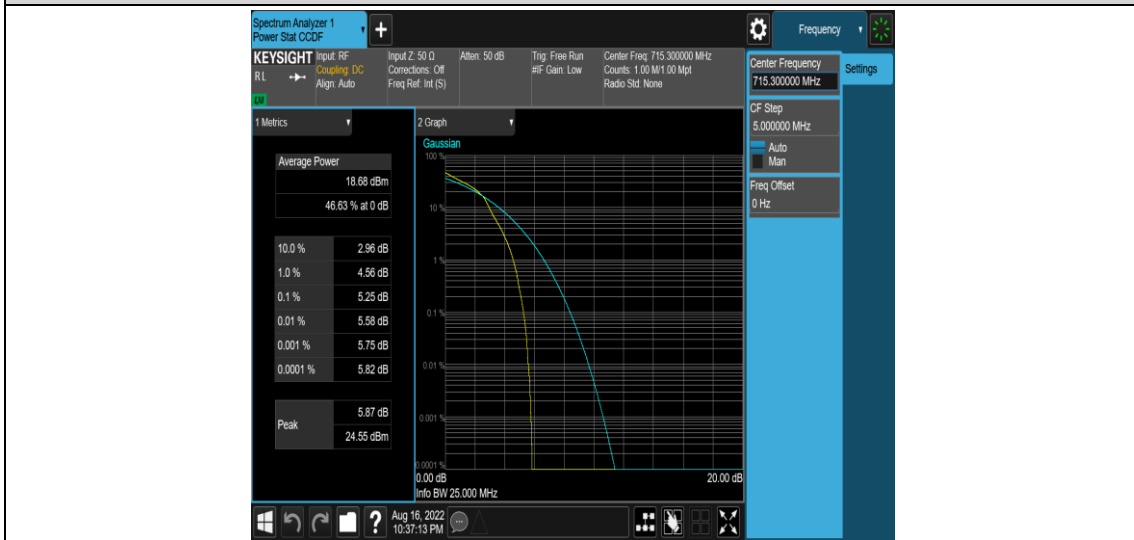 Spectrum Analyzer 1
Power Stat CCDF
Frequency
KEYSIGHT
Input: RF
Coupling: DC
Align: Auto
RL
Input Z: 50 Ω
Corrections: Off
Freq Ref: Int (S)
Atten: 50 dB
Trig: Free Run
#IF Gain: Low
Center Freq: 715.300000 MHz
Counts: 1.00 M/1.00 Mpt
Radio Std: None
Center Frequency
715.300000 MHz
Settings
CF Step
5.000000 MHz
Auto
Man
Freq Offset
0 Hz
1 Metrics
Average Power
18.68 dBm
46.63 % at 0 dB
10.0 % 2.96 dB
1.0 % 4.56 dB
0.1 % 5.25 dB
0.01 % 5.58 dB
0.001 % 5.75 dB
0.0001 % 5.82 dB
Peak
5.87 dB
24.55 dBm
2 Graph
Gaussian
100 %
10 %
1 %
0.1 %
0.01 %
0.001 %
0.0001 %
0.00 dB 20.00 dB
Info BW 25.000 MHz
?
Aug 16, 2022
10:37:13 PM